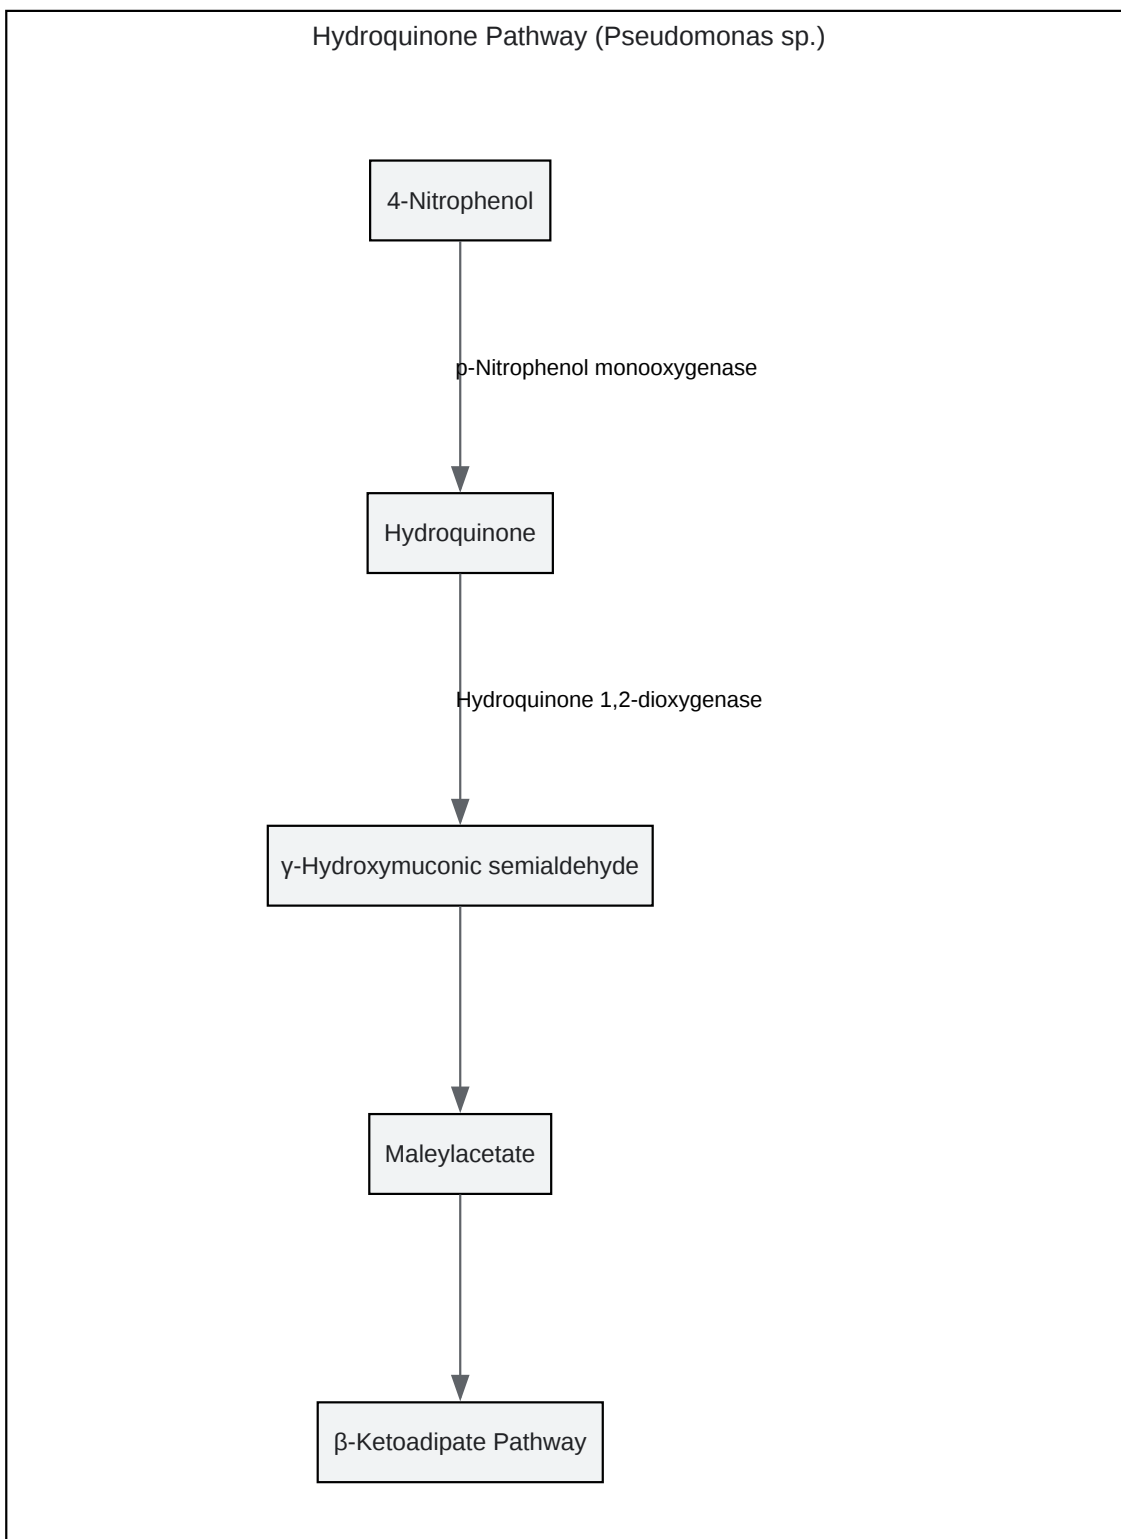 Hydroquinone Pathway (Pseudomonas sp.)
4-Nitrophenol
p-Nitrophenol monooxygenase
Hydroquinone
Hydroquinone 1,2-dioxygenase
γ-Hydroxymuconic semialdehyde
Maleylacetate
β-Ketoadipate Pathway